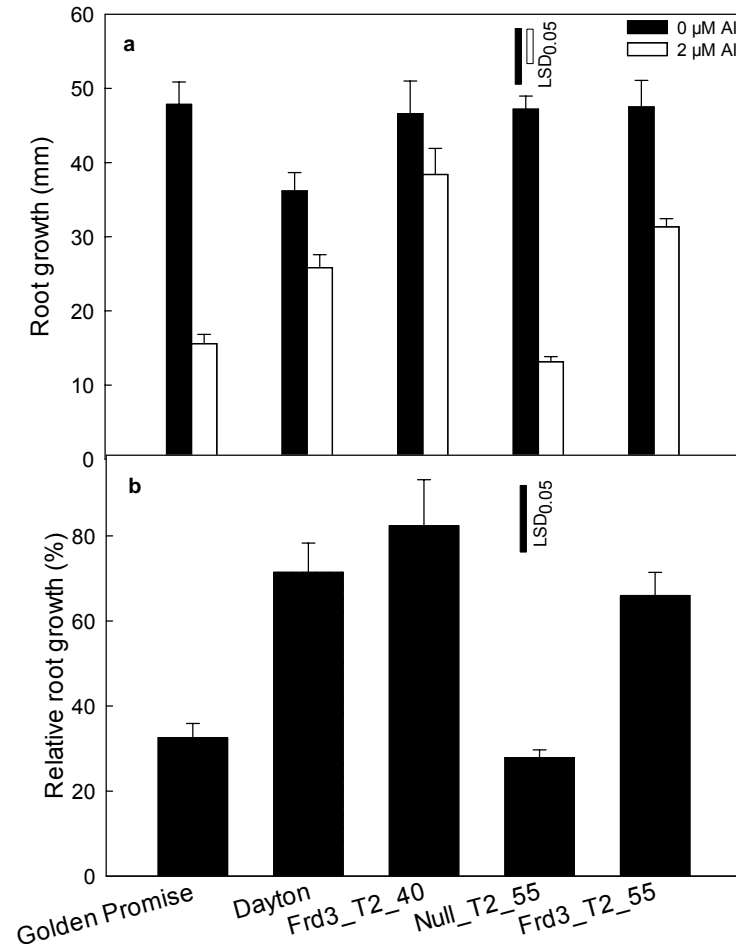 a
0 µM Al
2 µM Al
LSD0.05
Root growth (mm)
60
50
40
30
20
10
0
b
LSD0.05
Relative root growth (%)
80
60
40
20
0
Golden Promise
Dayton
Frd3_T2_40
Null_T2_55
Frd3_T2_55